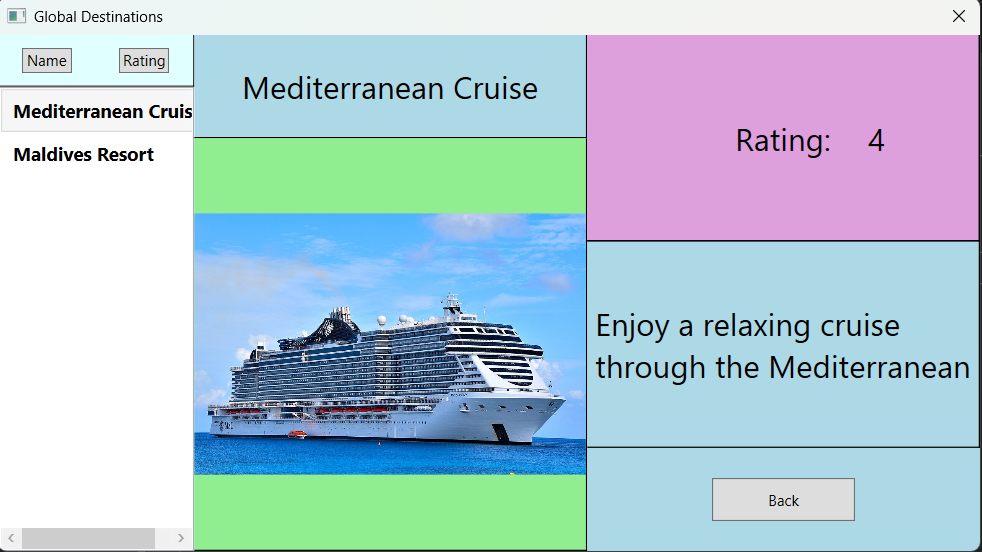 Global Destinations
Name
Rating
Mediterranean Cruis
Maldives Resort
Mediterranean Cruise
Rating: 4
Enjoy a relaxing cruise
through the Mediterranean
Back